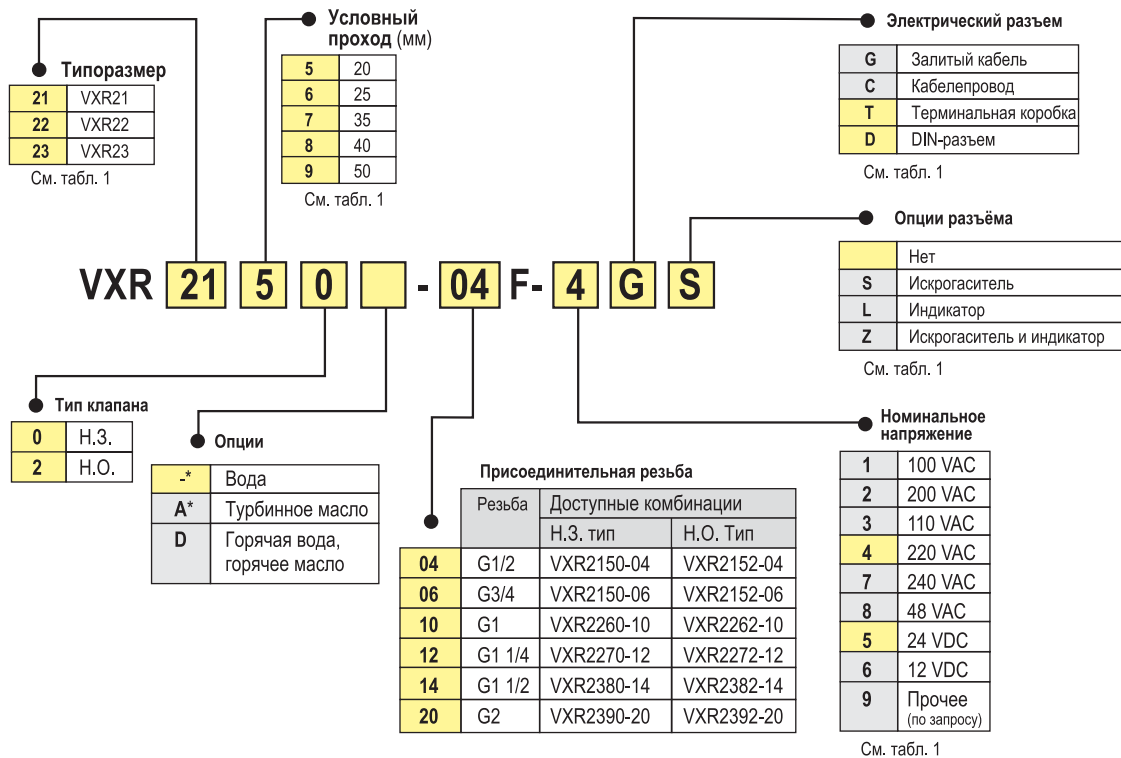 Типоразмер
21 VXR21
22 VXR22
23 VXR23
См. табл. 1
Условный
проход (мм)
5 20
6 25
7 35
8 40
9 50
См. табл. 1
Электрический разъем
G Залитый кабель
C Кабелепровод
T Терминальная коробка
D DIN-разъем
См. табл. 1
Опции разъёма
Нет
S Искрогаситель
L Индикатор
Z Искрогаситель и индикатор
См. табл. 1
VXR 21 5 0 - 04 F- 4 G S
Тип клапана
0 Н.З.
2 Н.О.
Опции
-* Вода
A* Турбинное масло
D Горячая вода,
горячее масло
Присоединительная резьба
Резьба Доступные комбинации
Н.З. тип Н.О. Тип
04 G1/2 VXR2150-04 VXR2152-04
06 G3/4 VXR2150-06 VXR2152-06
10 G1 VXR2260-10 VXR2262-10
12 G1 1/4 VXR2270-12 VXR2272-12
14 G1 1/2 VXR2380-14 VXR2382-14
20 G2 VXR2390-20 VXR2392-20
Номинальное
напряжение
1 100 VAC
2 200 VAC
3 110 VAC
4 220 VAC
7 240 VAC
8 48 VAC
5 24 VDC
6 12 VDC
9 Прочее
(по запросу)
См. табл. 1